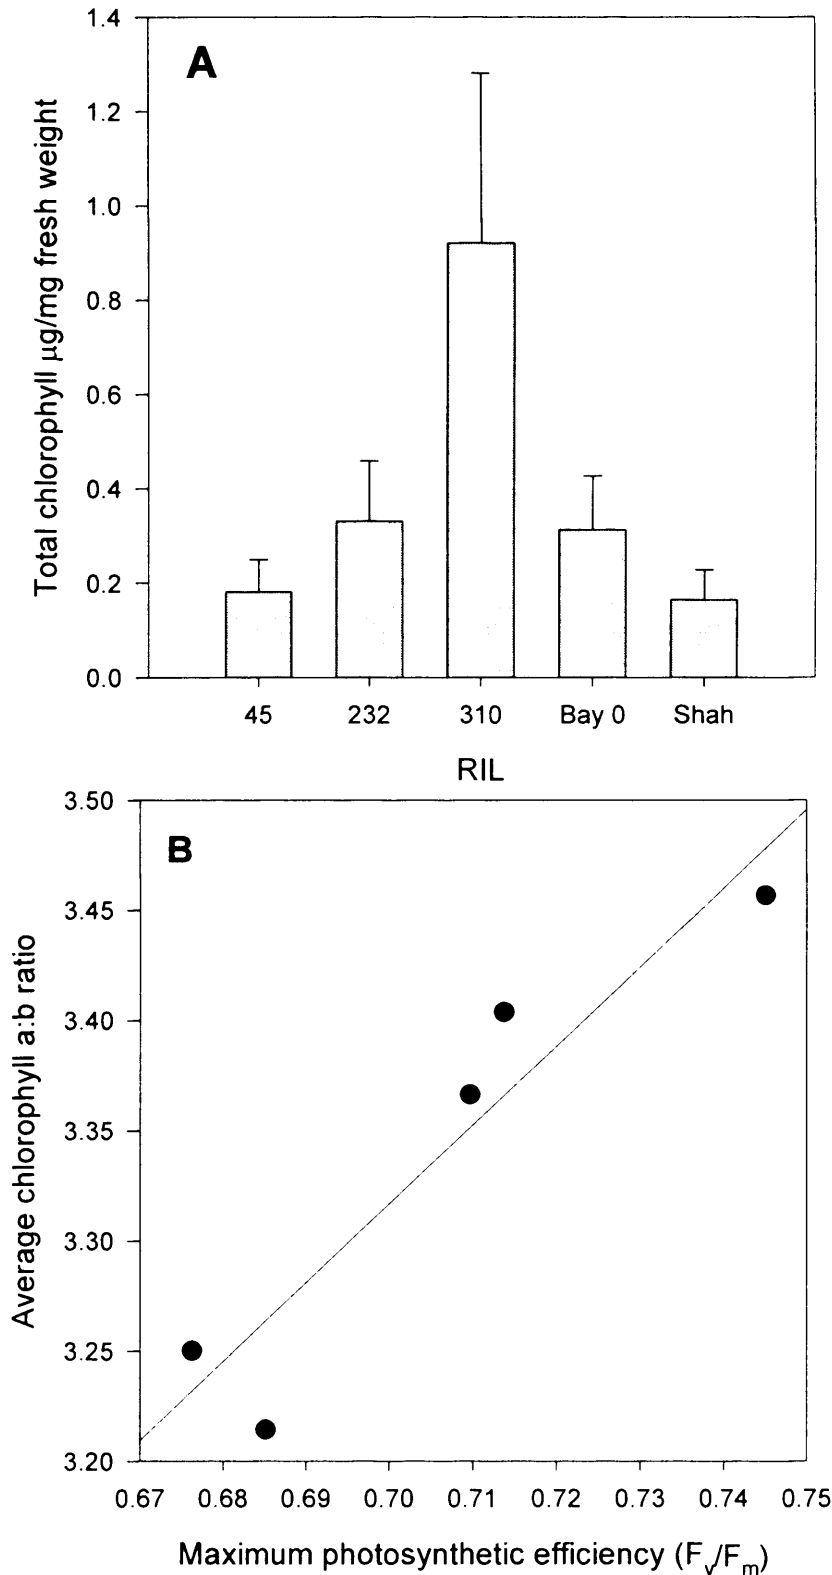 A
Total chlorophyll μg/mg fresh weight
1.4
1.2
1.0
0.8
0.6
0.4
0.2
0.0
45 232 310 Bay 0 Shah
RIL
B
Average chlorophyll a:b ratio
3.50
3.45
3.40
3.35
3.30
3.25
3.20
0.67 0.68 0.69 0.70 0.71 0.72 0.73 0.74 0.75
Maximum photosynthetic efficiency (Fv/Fm)